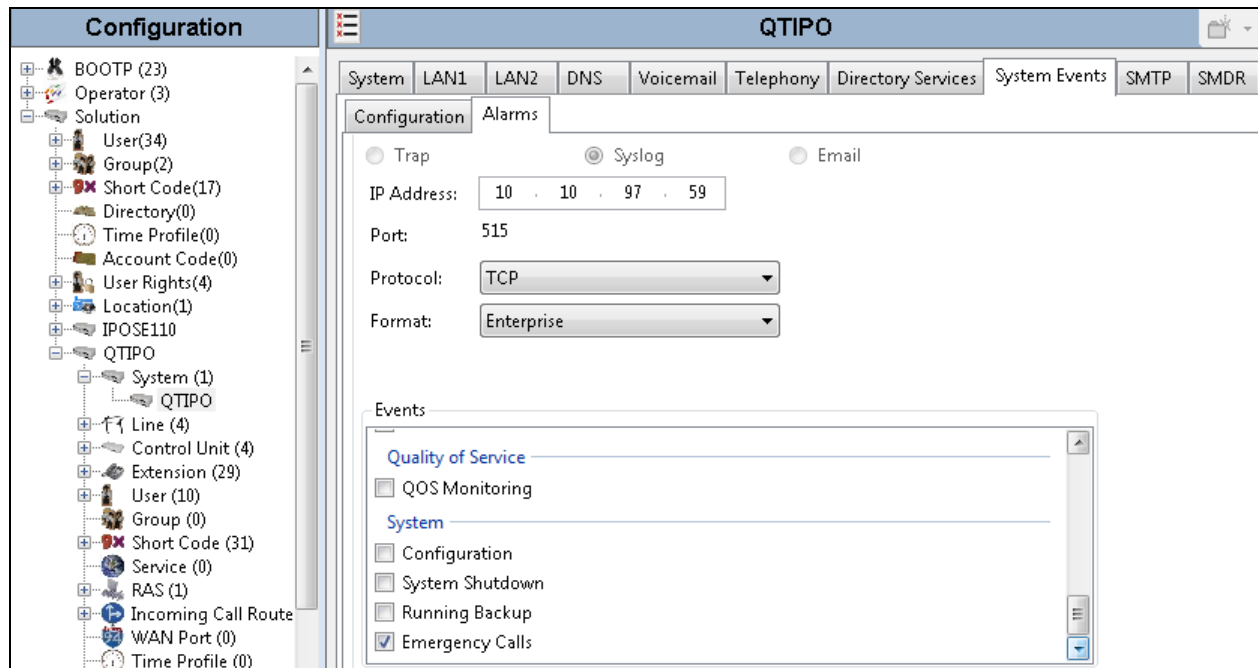 Configuration
BOOTP (23)
Operator (3)
Solution
User(34)
Group(2)
Short Code(17)
Directory(0)
Time Profile(0)
Account Code(0)
User Rights(4)
Location(1)
IPOSE110
QTIPO
System (1)
QTIPO
Line (4)
Control Unit (4)
Extension (29)
User (10)
Group (0)
Short Code (31)
Service (0)
RAS (1)
Incoming Call Route
WAN Port (0)
Time Profile (0)
QTIPO
System LAN1 LAN2 DNS Voicemail Telephony Directory Services System Events SMTP SMDR
Configuration Alarms
Trap Syslog Email
IP Address: 10 . 10 . 97 . 59
Port: 515
Protocol: TCP
Format: Enterprise
Events
Quality of Service
QOS Monitoring
System
Configuration
System Shutdown
Running Backup
Emergency Calls